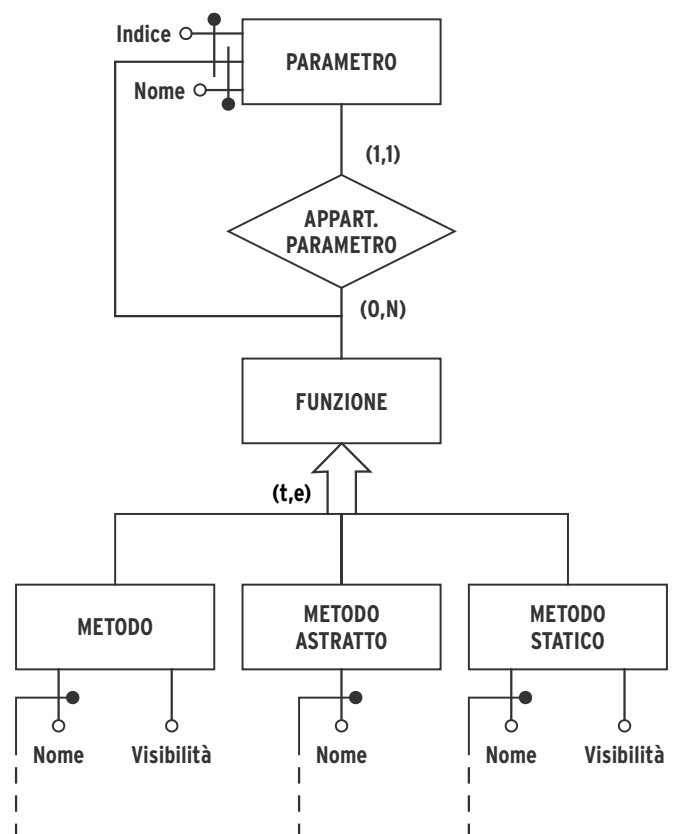 Indice
PARAMETRO
Nome
(1,1)
APPART.
PARAMETRO
(0,N)
FUNZIONE
(t,e)
METODO
METODO
ASTRATTO
METODO
STATICO
Nome
Visibilità
Nome
Nome
Visibilità